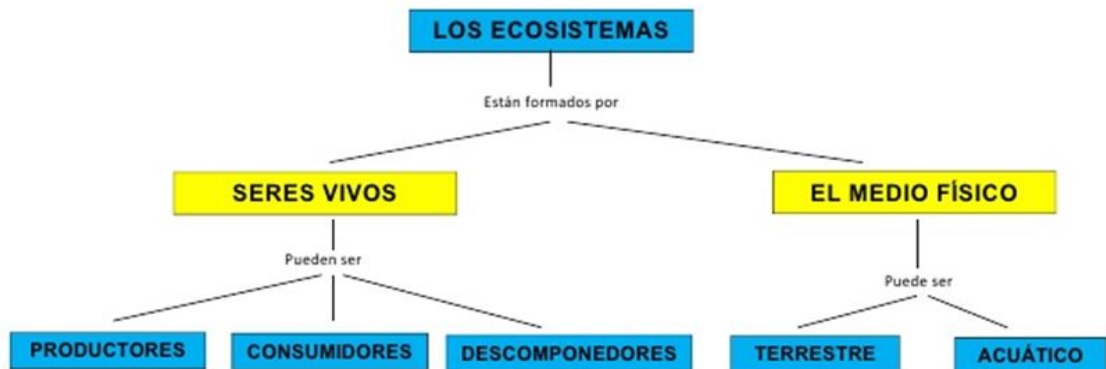 LOS ECOSISTEMAS
Están formados por
SERES VIVOS
EL MEDIO FÍSICO
Pueden ser
Puede ser
PRODUCTORES
CONSUMIDORES
DESCOMPONEDORES
TERRESTRE
ACUÁTICO